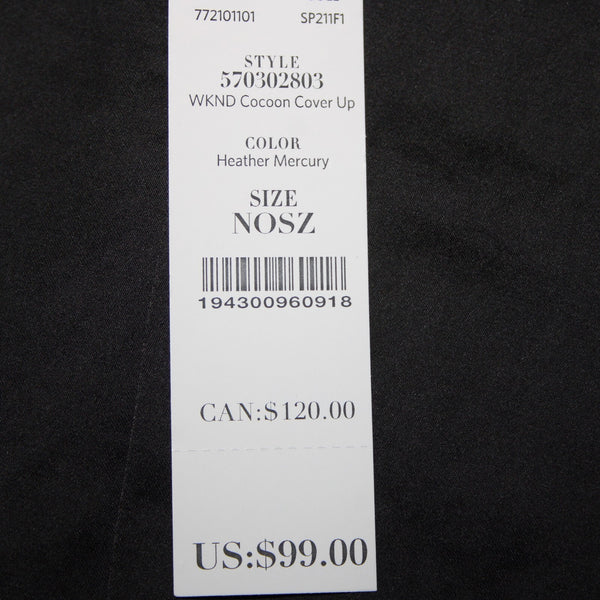 772101101 SP211F1
STYLE
570302803
WKND Cocoon Cover Up
COLOR
Heather Mercury
SIZE
NOSZ
194300960918
CAN:$120.00
US:$99.00